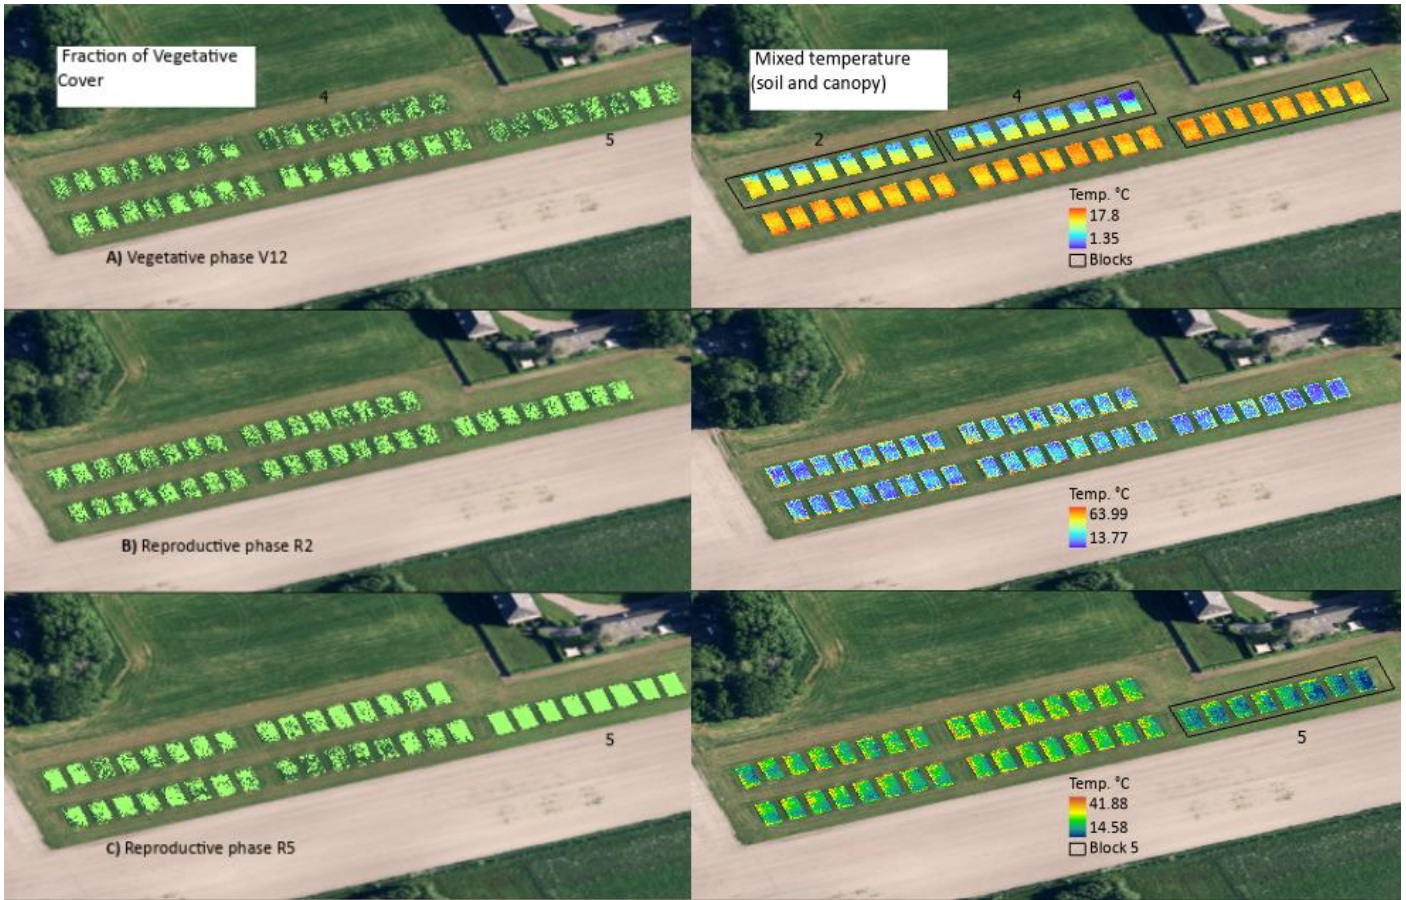 Fraction of Vegetative
Cover
4
5
A) Vegetative phase V12
Mixed temperature
(soil and canopy)
4
2
Temp. °C
17.8
1.35
Blocks
B) Reproductive phase R2
Temp. °C
63.99
13.77
5
C) Reproductive phase R5
5
Temp. °C
41.88
14.58
Block 5